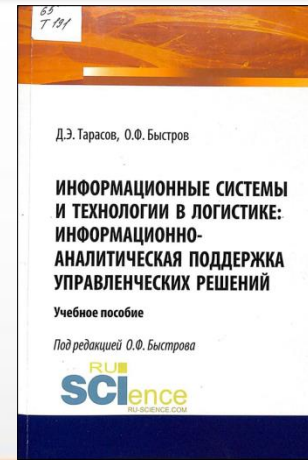 65
Т 191
Д.Э. Тарасов, О.Ф. Быстров
ИНФОРМАЦИОННЫЕ СИСТЕМЫ
И ТЕХНОЛОГИИ В ЛОГИСТИКЕ:
ИНФОРМАЦИОННО-
АНАЛИТИЧЕСКАЯ ПОДДЕРЖКА
УПРАВЛЕНЧЕСКИХ РЕШЕНИЙ
Учебное пособие
Под редакцией О.Ф. Быстрова
RU
SCIence
RU-SCIENCE.COM